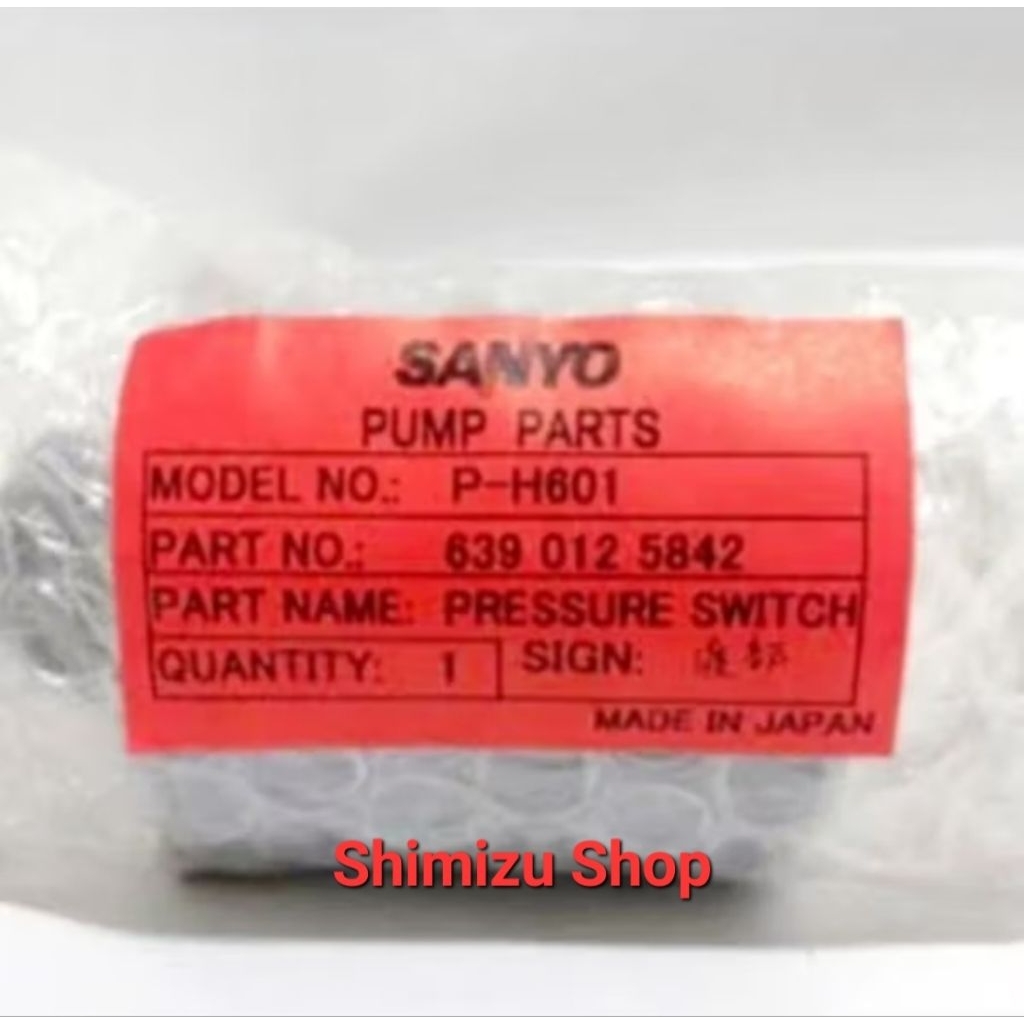 SANYO
PUMP PARTS
MODEL NO.: P-H601
PART NO.: 639 012 5842
PART NAME: PRESSURE SWITCH
QUANTITY: 1 SIGN:
MADE IN JAPAN
Shimizu Shop